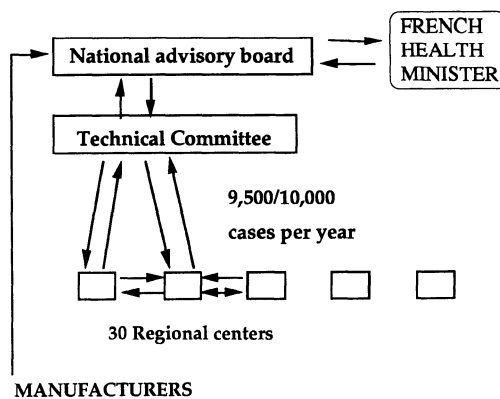 FRENCH
HEALTH
MINISTER
National advisory board
Technical Committee
9,500/10,000
cases per year
30 Regional centers
MANUFACTURERS